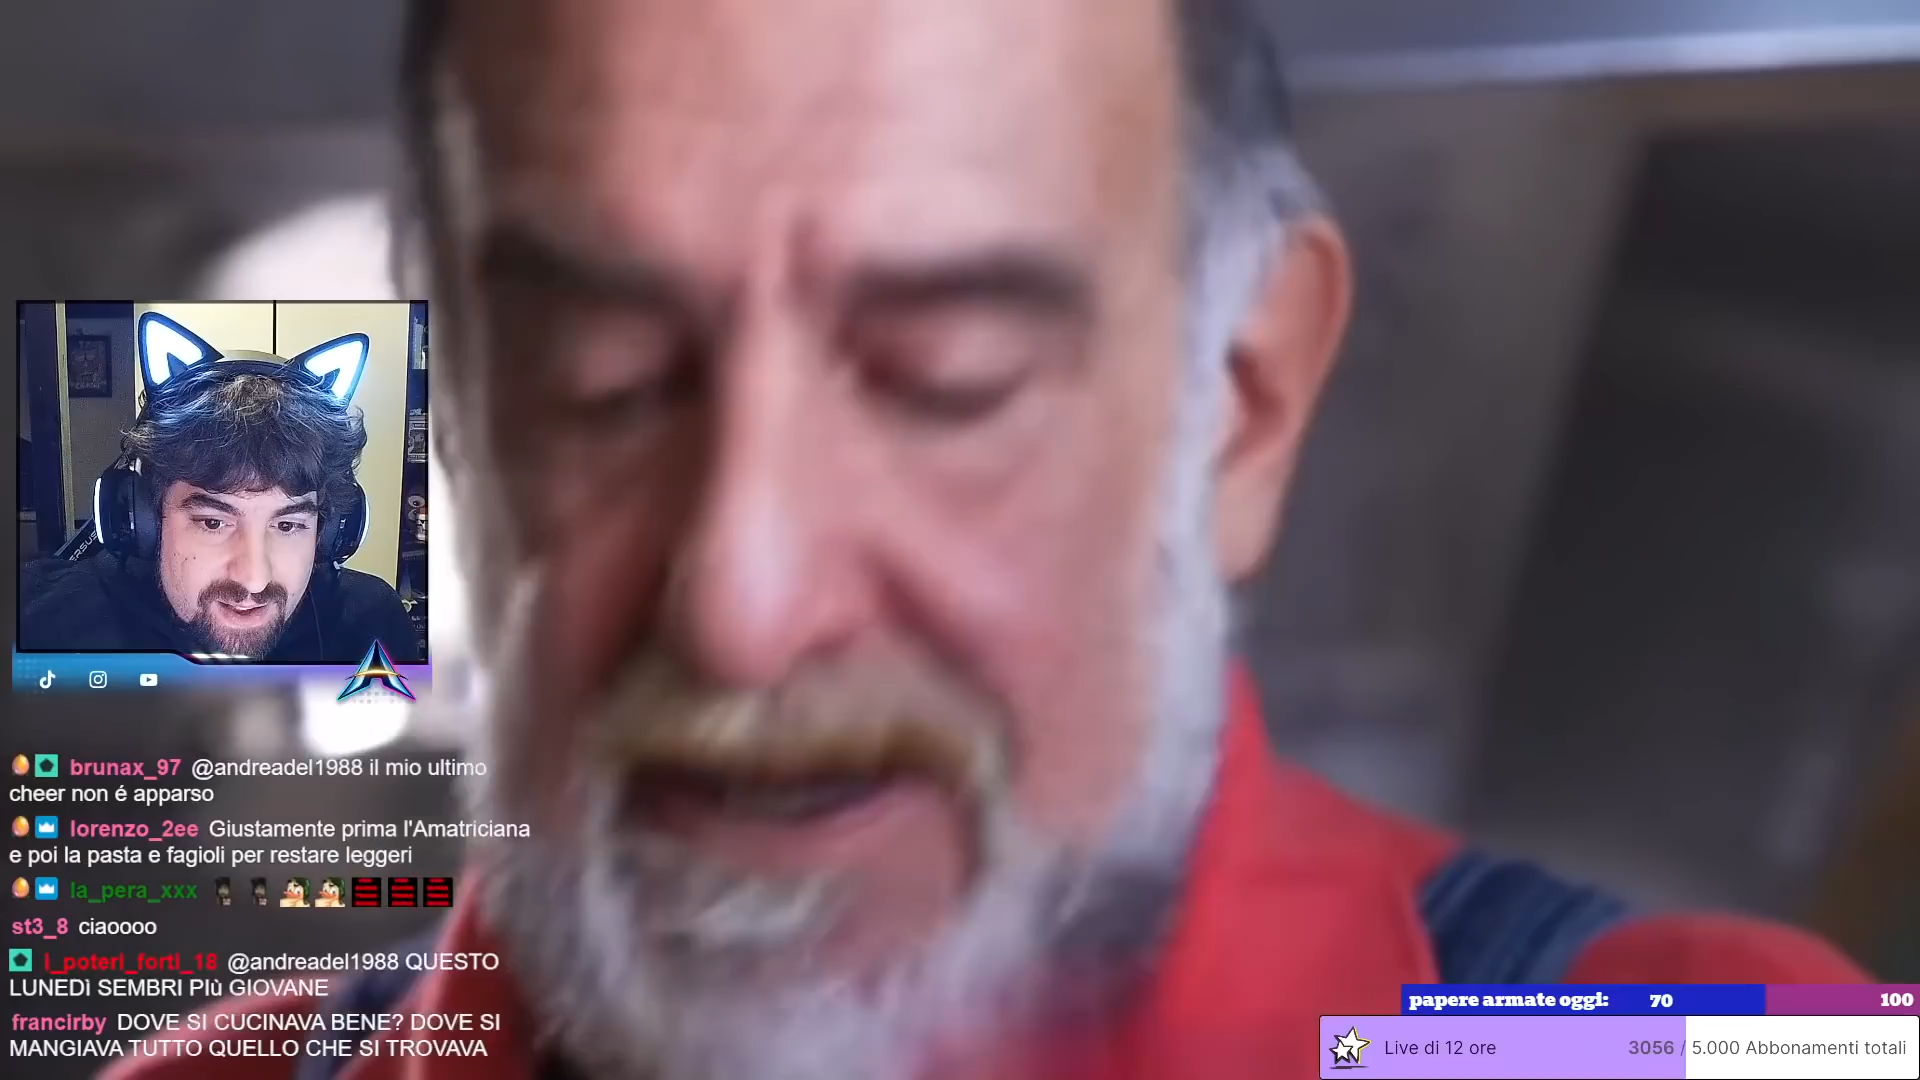 brunax_97 @andreadel1988 il mio ultimo
cheer non é apparso
lorenzo_2ee Giustamente prima l'Amatriciana
e poi la pasta e fagioli per restare leggeri
la_pera_xxx
st3_8 ciaoooo
i_poteri_forti_18 @andreadel1988 QUESTO
LUNEDì SEMBRI PIù GIOVANE
francirby DOVE SI CUCINAVA BENE? DOVE SI
MANGIAVA TUTTO QUELLO CHE SI TROVAVA
papere armate oggi: 70 100
Live di 12 ore 3056 / 5.000 Abbonamenti totali